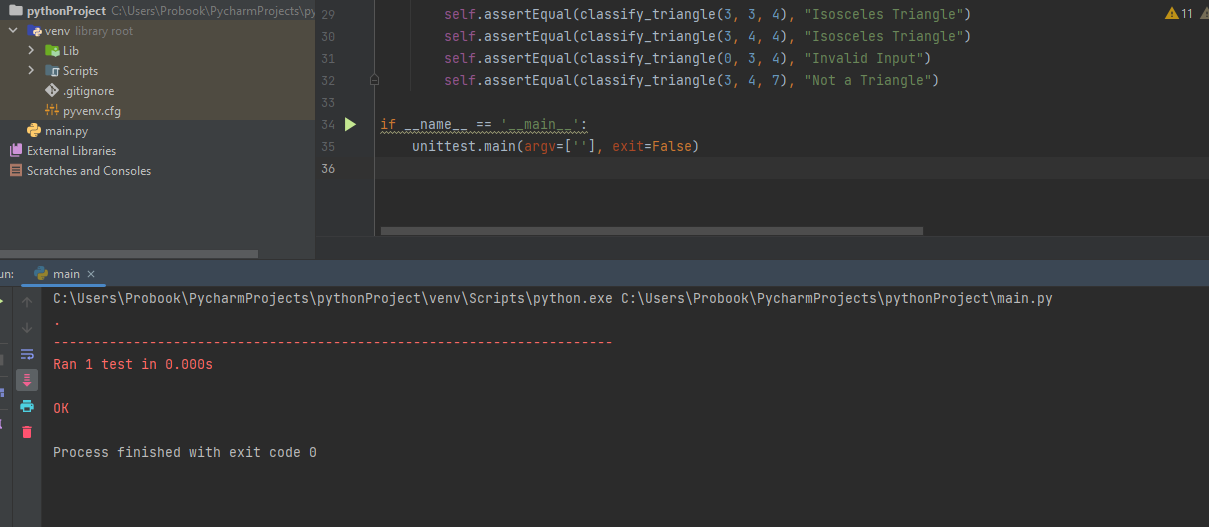 pythonProject C:\Users\Probook\PycharmProjects\py
venv library root
Lib
Scripts
.gitignore
pyvenv.cfg
main.py
External Libraries
Scratches and Consoles
29 self.assertEqual(classify_triangle(3, 3, 4), "Isosceles Triangle")
30 self.assertEqual(classify_triangle(3, 4, 4), "Isosceles Triangle")
31 self.assertEqual(classify_triangle(0, 3, 4), "Invalid Input")
32 self.assertEqual(classify_triangle(3, 4, 7), "Not a Triangle")
33
34 if __name__ == '__main__':
35 unittest.main(argv=[''], exit=False)
36
11
un: main
C:\Users\Probook\PycharmProjects\pythonProject\venv\Scripts\python.exe C:\Users\Probook\PycharmProjects\pythonProject\main.py
.
----------------------------------------------------------------------
Ran 1 test in 0.000s
OK
Process finished with exit code 0